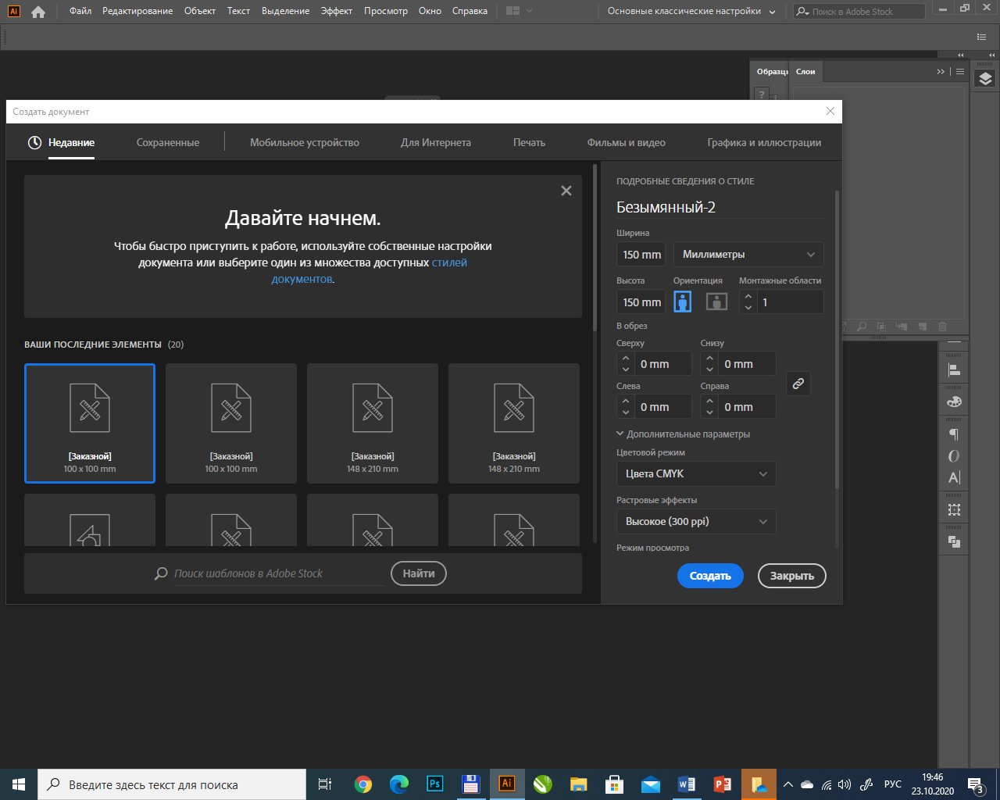 Ai
Файл Редактирование Объект Текст Выделение Эффект Просмотр Окно Справка
Основные классические настройки
Поиск в Adobe Stock
Образцы
Слои
Создать документ
Недавние
Сохраненные
Мобильное устройство
Для Интернета
Печать
Фильмы и видео
Графика и иллюстрации
Давайте начнем.
Чтобы быстро приступить к работе, используйте собственные настройки
документа или выберите один из множества доступных стилей
документов.
ВАШИ ПОСЛЕДНИЕ ЭЛЕМЕНТЫ (20)
[Заказной]
100 x 100 mm
[Заказной]
100 x 100 mm
[Заказной]
148 x 210 mm
[Заказной]
148 x 210 mm
Поиск шаблонов в Adobe Stock
Найти
ПОДРОБНЫЕ СВЕДЕНИЯ О СТИЛЕ
Безымянный-2
Ширина
150 mm
Миллиметры
Высота
Ориентация
Монтажные области
150 mm
1
В обрез
Сверху
Снизу
0 mm
0 mm
Слева
Справа
0 mm
0 mm
Дополнительные параметры
Цветовой режим
Цвета CMYK
Растровые эффекты
Высокое (300 ppi)
Режим просмотра
Создать
Закрыть
Введите здесь текст для поиска
Ps
Ai
РУС
19:46
23.10.2020
3